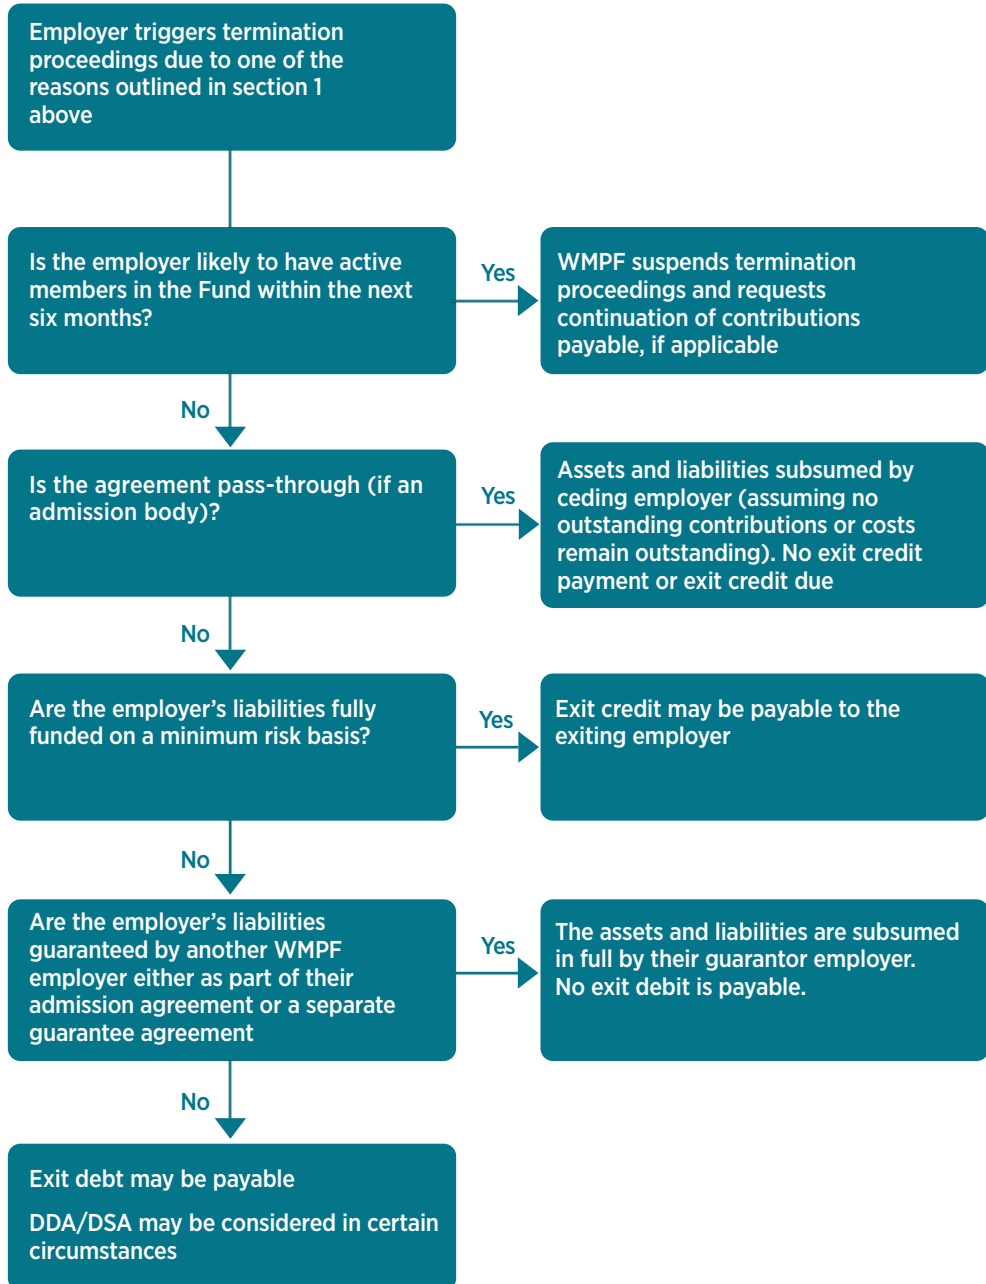 Employer triggers termination
proceedings due to one of the
reasons outlined in section 1
above
Is the employer likely to have active
members in the Fund within the next
six months?
Yes
WMPF suspends termination
proceedings and requests
continuation of contributions
payable, if applicable
No
Is the agreement pass-through (if an
admission body)?
Yes
Assets and liabilities subsumed by
ceding employer (assuming no
outstanding contributions or costs
remain outstanding). No exit credit
payment or exit credit due
No
Are the employer’s liabilities fully
funded on a minimum risk basis?
Yes
Exit credit may be payable to the
exiting employer
No
Are the employer’s liabilities
guaranteed by another WMPF
employer either as part of their
admission agreement or a separate
guarantee agreement
Yes
The assets and liabilities are subsumed
in full by their guarantor employer.
No exit debit is payable.
No
Exit debt may be payable
DDA/DSA may be considered in certain
circumstances